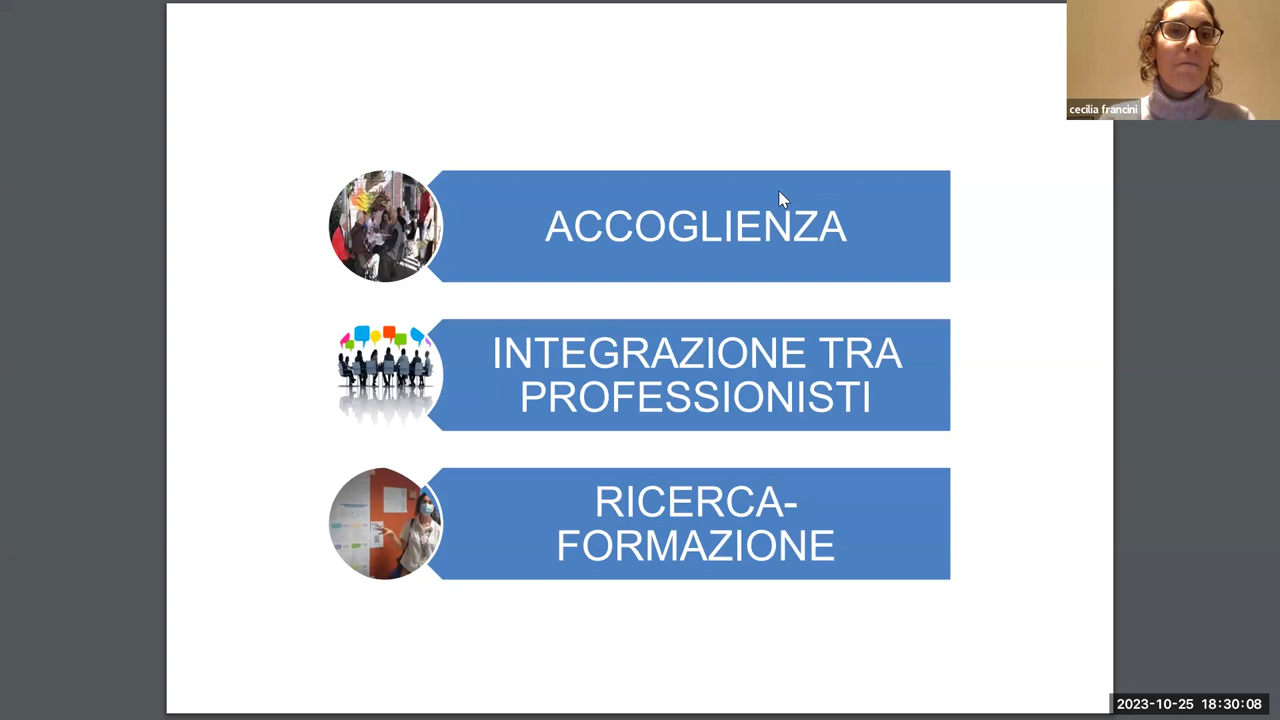 cecilia francini
ACCOGLIENZA
INTEGRAZIONE TRA
PROFESSIONISTI
RICERCA-
FORMAZIONE
2023-10-25 18:30:08